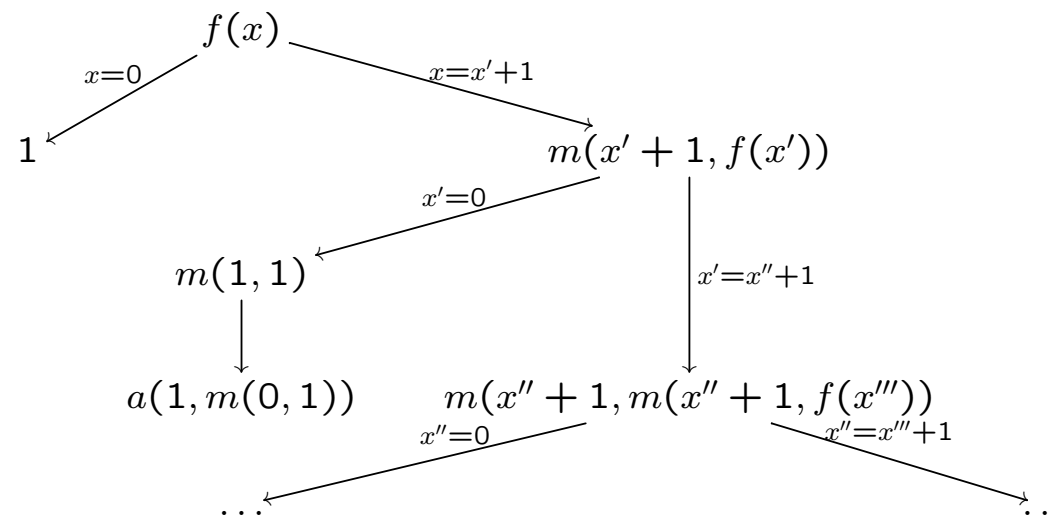 f(x)
x=0
x=x′+1
1
m(x′ + 1, f(x′))
x′=0
m(1, 1)
x′=x″+1
a(1, m(0, 1))
m(x″ + 1, m(x″ + 1, f(x‴))
x″=0
x″=x‴+1
...
..